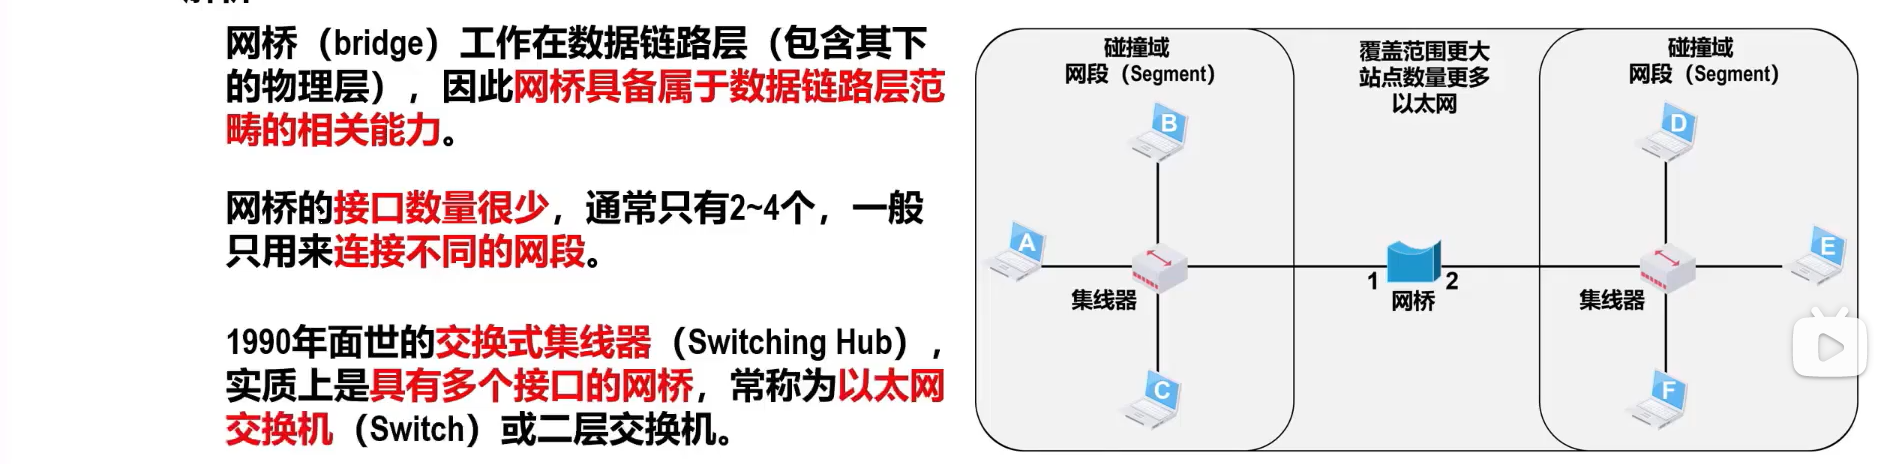 网桥（bridge）工作在数据链路层（包含其下
的物理层），因此网桥具备属于数据链路层范
畴的相关能力。
网桥的接口数量很少，通常只有2~4个，一般
只用来连接不同的网段。
1990年面世的交换式集线器（Switching Hub），
实质上是具有多个接口的网桥，常称为以太网
交换机（Switch）或二层交换机。
碰撞域
网段（Segment）
覆盖范围更大
站点数量更多
以太网
碰撞域
网段（Segment）
B
D
A
E
集线器
1
2
网桥
集线器
C
F